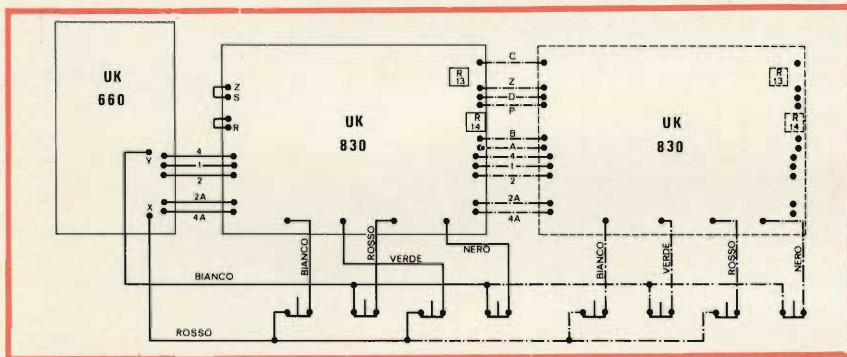 UK
660
Y
X
Z
S
R
4
1
2
2A
4A
UK
830
R
13
R
14
C
Z
D
P
B
A
4
1
2
2A
4A
UK
830
R
13
R
14
BIANCO
VERDE
ROSSO
NERO
BIANCO
VERDE
ROSSO
NERO
BIANCO
ROSSO